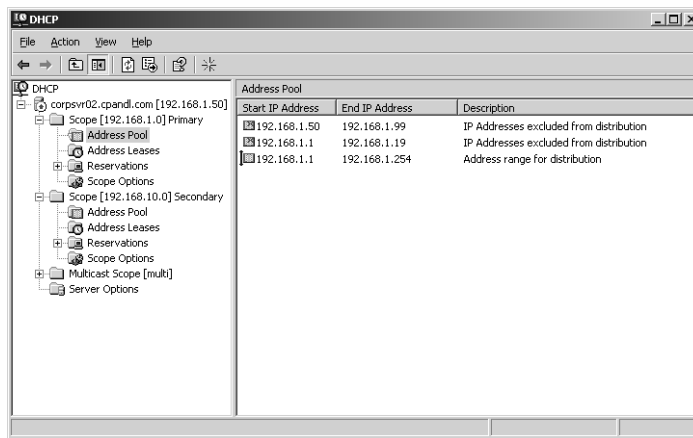 DHCP
File Action View Help
DHCP
corpsvr02.cpandl.com [192.168.1.50]
Scope [192.168.1.0] Primary
Address Pool
Address Leases
Reservations
Scope Options
Scope [192.168.10.0] Secondary
Address Pool
Address Leases
Reservations
Scope Options
Multicast Scope [multi]
Server Options
Address Pool
Start IP Address End IP Address Description
192.168.1.50 192.168.1.99 IP Addresses excluded from distribution
192.168.1.1 192.168.1.19 IP Addresses excluded from distribution
192.168.1.1 192.168.1.254 Address range for distribution